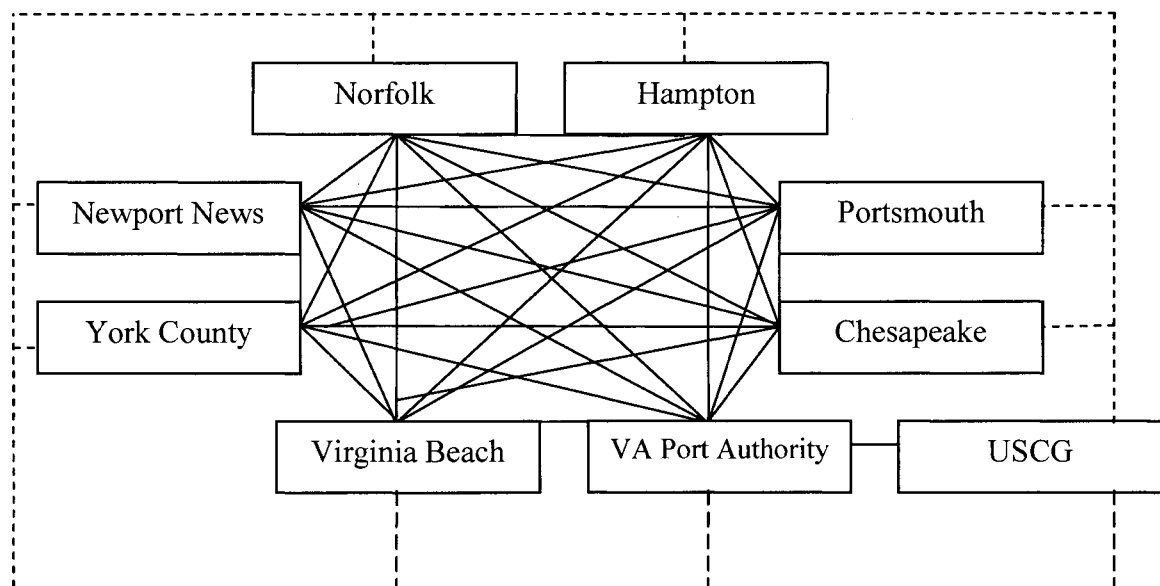 Norfolk
Hampton
Newport News
Portsmouth
York County
Chesapeake
Virginia Beach
VA Port Authority
USCG